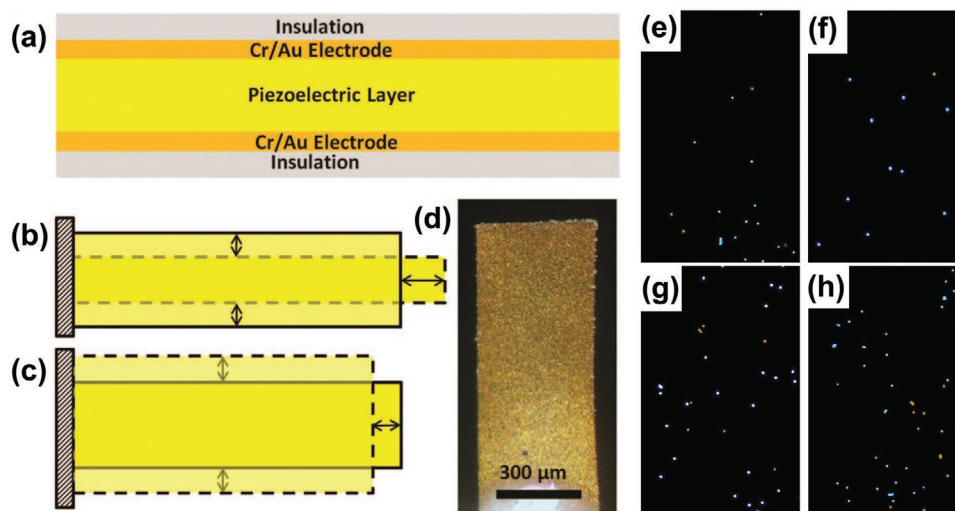 (a)
Insulation
Cr/Au Electrode
Piezoelectric Layer
Cr/Au Electrode
Insulation
(b)
(c)
(d)
300 μm
(e)
(f)
(g)
(h)